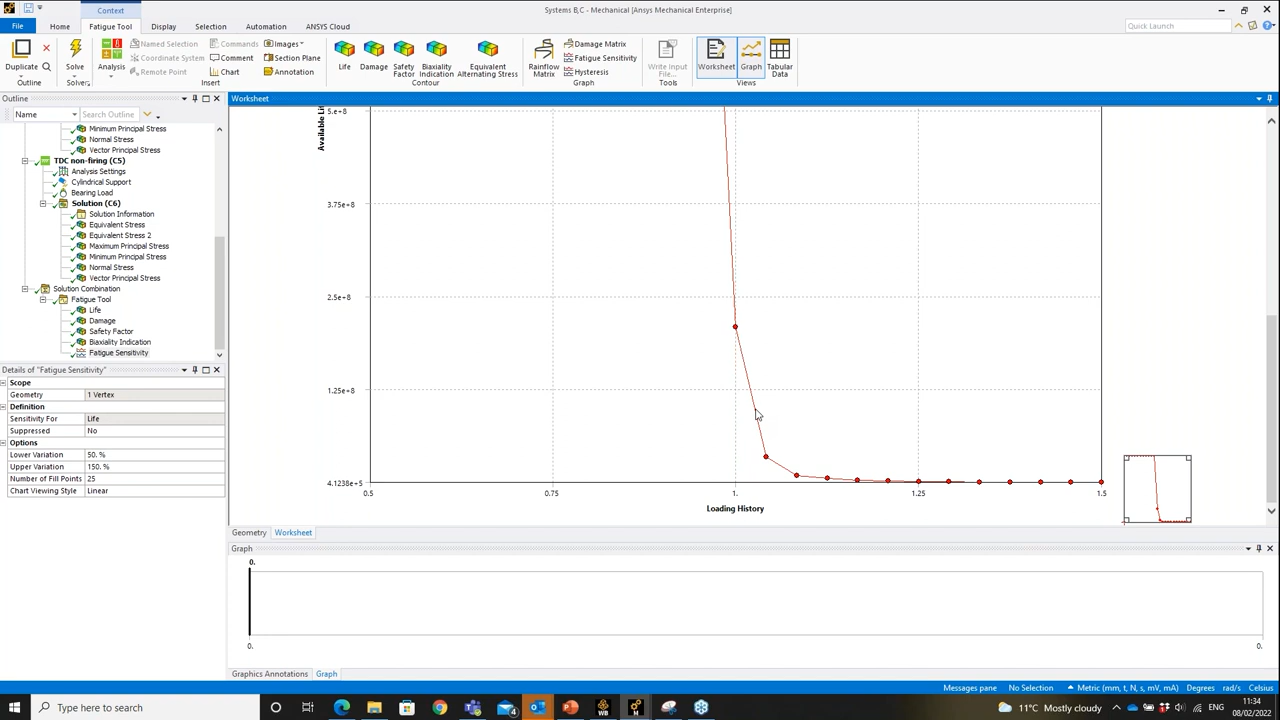 Context
Systems B,C - Mechanical [Ansys Mechanical Enterprise]
File
Home
Fatigue Tool
Display
Selection
Automation
ANSYS Cloud
Quick Launch
Duplicate
Outline
Solve
Solver
Analysis
Named Selection
Coordinate System
Remote Point
Commands
Comment
Chart
Images
Section Plane
Annotation
Insert
Life
Damage
Safety Factor
Biaxiality Indication
Equivalent Alternating Stress
Contour
Rainflow Matrix
Damage Matrix
Fatigue Sensitivity
Hysteresis
Graph
Write Input File...
Tools
Worksheet
Graph
Tabular Data
Views
Outline
Name
Search Outline
Minimum Principal Stress
Normal Stress
Vector Principal Stress
TDC non-firing (C5)
Analysis Settings
Cylindrical Support
Bearing Load
Solution (C6)
Solution Information
Equivalent Stress
Equivalent Stress 2
Maximum Principal Stress
Minimum Principal Stress
Normal Stress
Vector Principal Stress
Solution Combination
Fatigue Tool
Life
Damage
Safety Factor
Biaxiality Indication
Fatigue Sensitivity
Details of "Fatigue Sensitivity"
Scope
Geometry 1 Vertex
Definition
Sensitivity For Life
Suppressed No
Options
Lower Variation 50. %
Upper Variation 150. %
Number of Fill Points 25
Chart Viewing Style Linear
Worksheet
Available Lif
5.e+8
3.75e+8
2.5e+8
1.25e+8
4.1238e+5
0.5 0.75 1. 1.25 1.5
Loading History
Geometry
Worksheet
Graph
0.
0. 0.
Graphics Annotations
Graph
Messages pane
No Selection
Metric (mm, t, N, s, mV, mA)
Degrees
rad/s
Celsius
Type here to search
11°C Mostly cloudy
ENG
11:34
08/02/2022